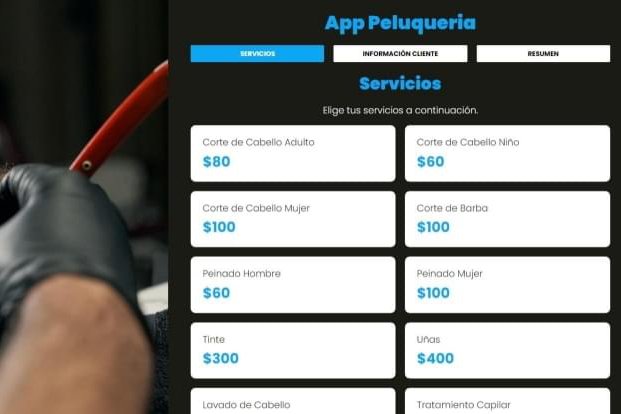 App Peluqueria
SERVICIOS
INFORMACIÓN CLIENTE
RESUMEN
Servicios
Elige tus servicios a continuación.
Corte de Cabello Adulto
$80
Corte de Cabello Niño
$60
Corte de Cabello Mujer
$100
Corte de Barba
$100
Peinado Hombre
$60
Peinado Mujer
$100
Tinte
$300
Uñas
$400
Lavado de Cabello
Tratamiento Capilar